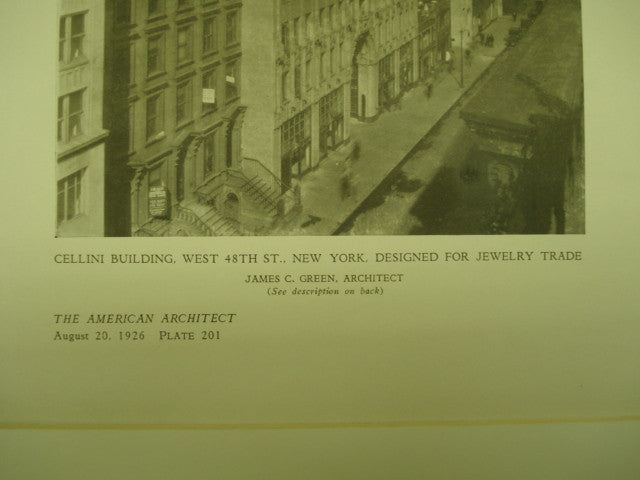 CELLINI BUILDING, WEST 48TH ST., NEW YORK, DESIGNED FOR JEWELRY TRADE
JAMES C. GREEN, ARCHITECT
(See description on back)
THE AMERICAN ARCHITECT
August 20, 1926 PLATE 201